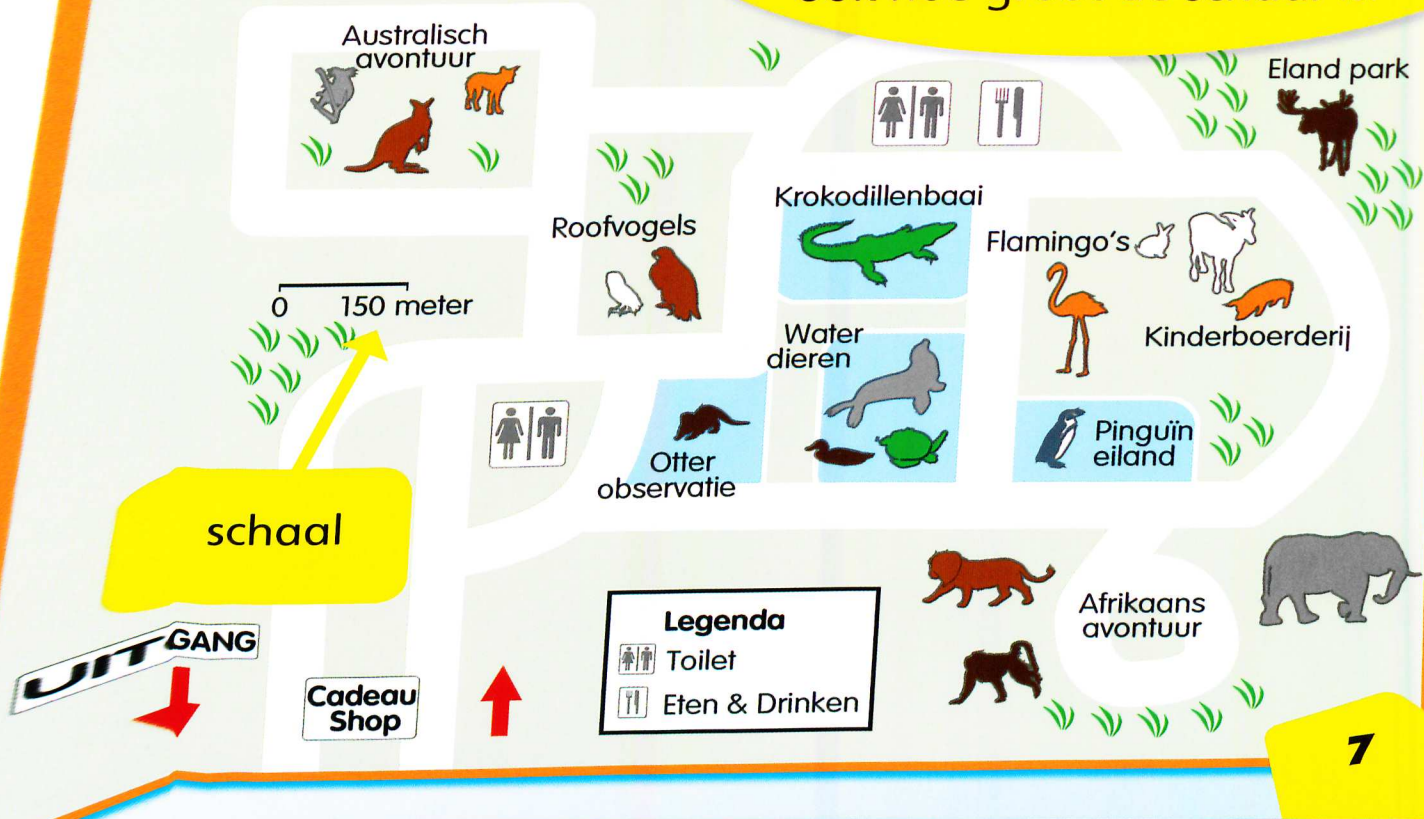 Australisch
avontuur
Eland park
Krokodillenbaai
Roofvogels
Flamingo's
0 150 meter
Kinderboerderij
Water
dieren
Pinguïn
eiland
Otter
observatie
schaal
Afrikaans
avontuur
Legenda
Toilet
Eten & Drinken
UITGANG
Cadeau
Shop
7